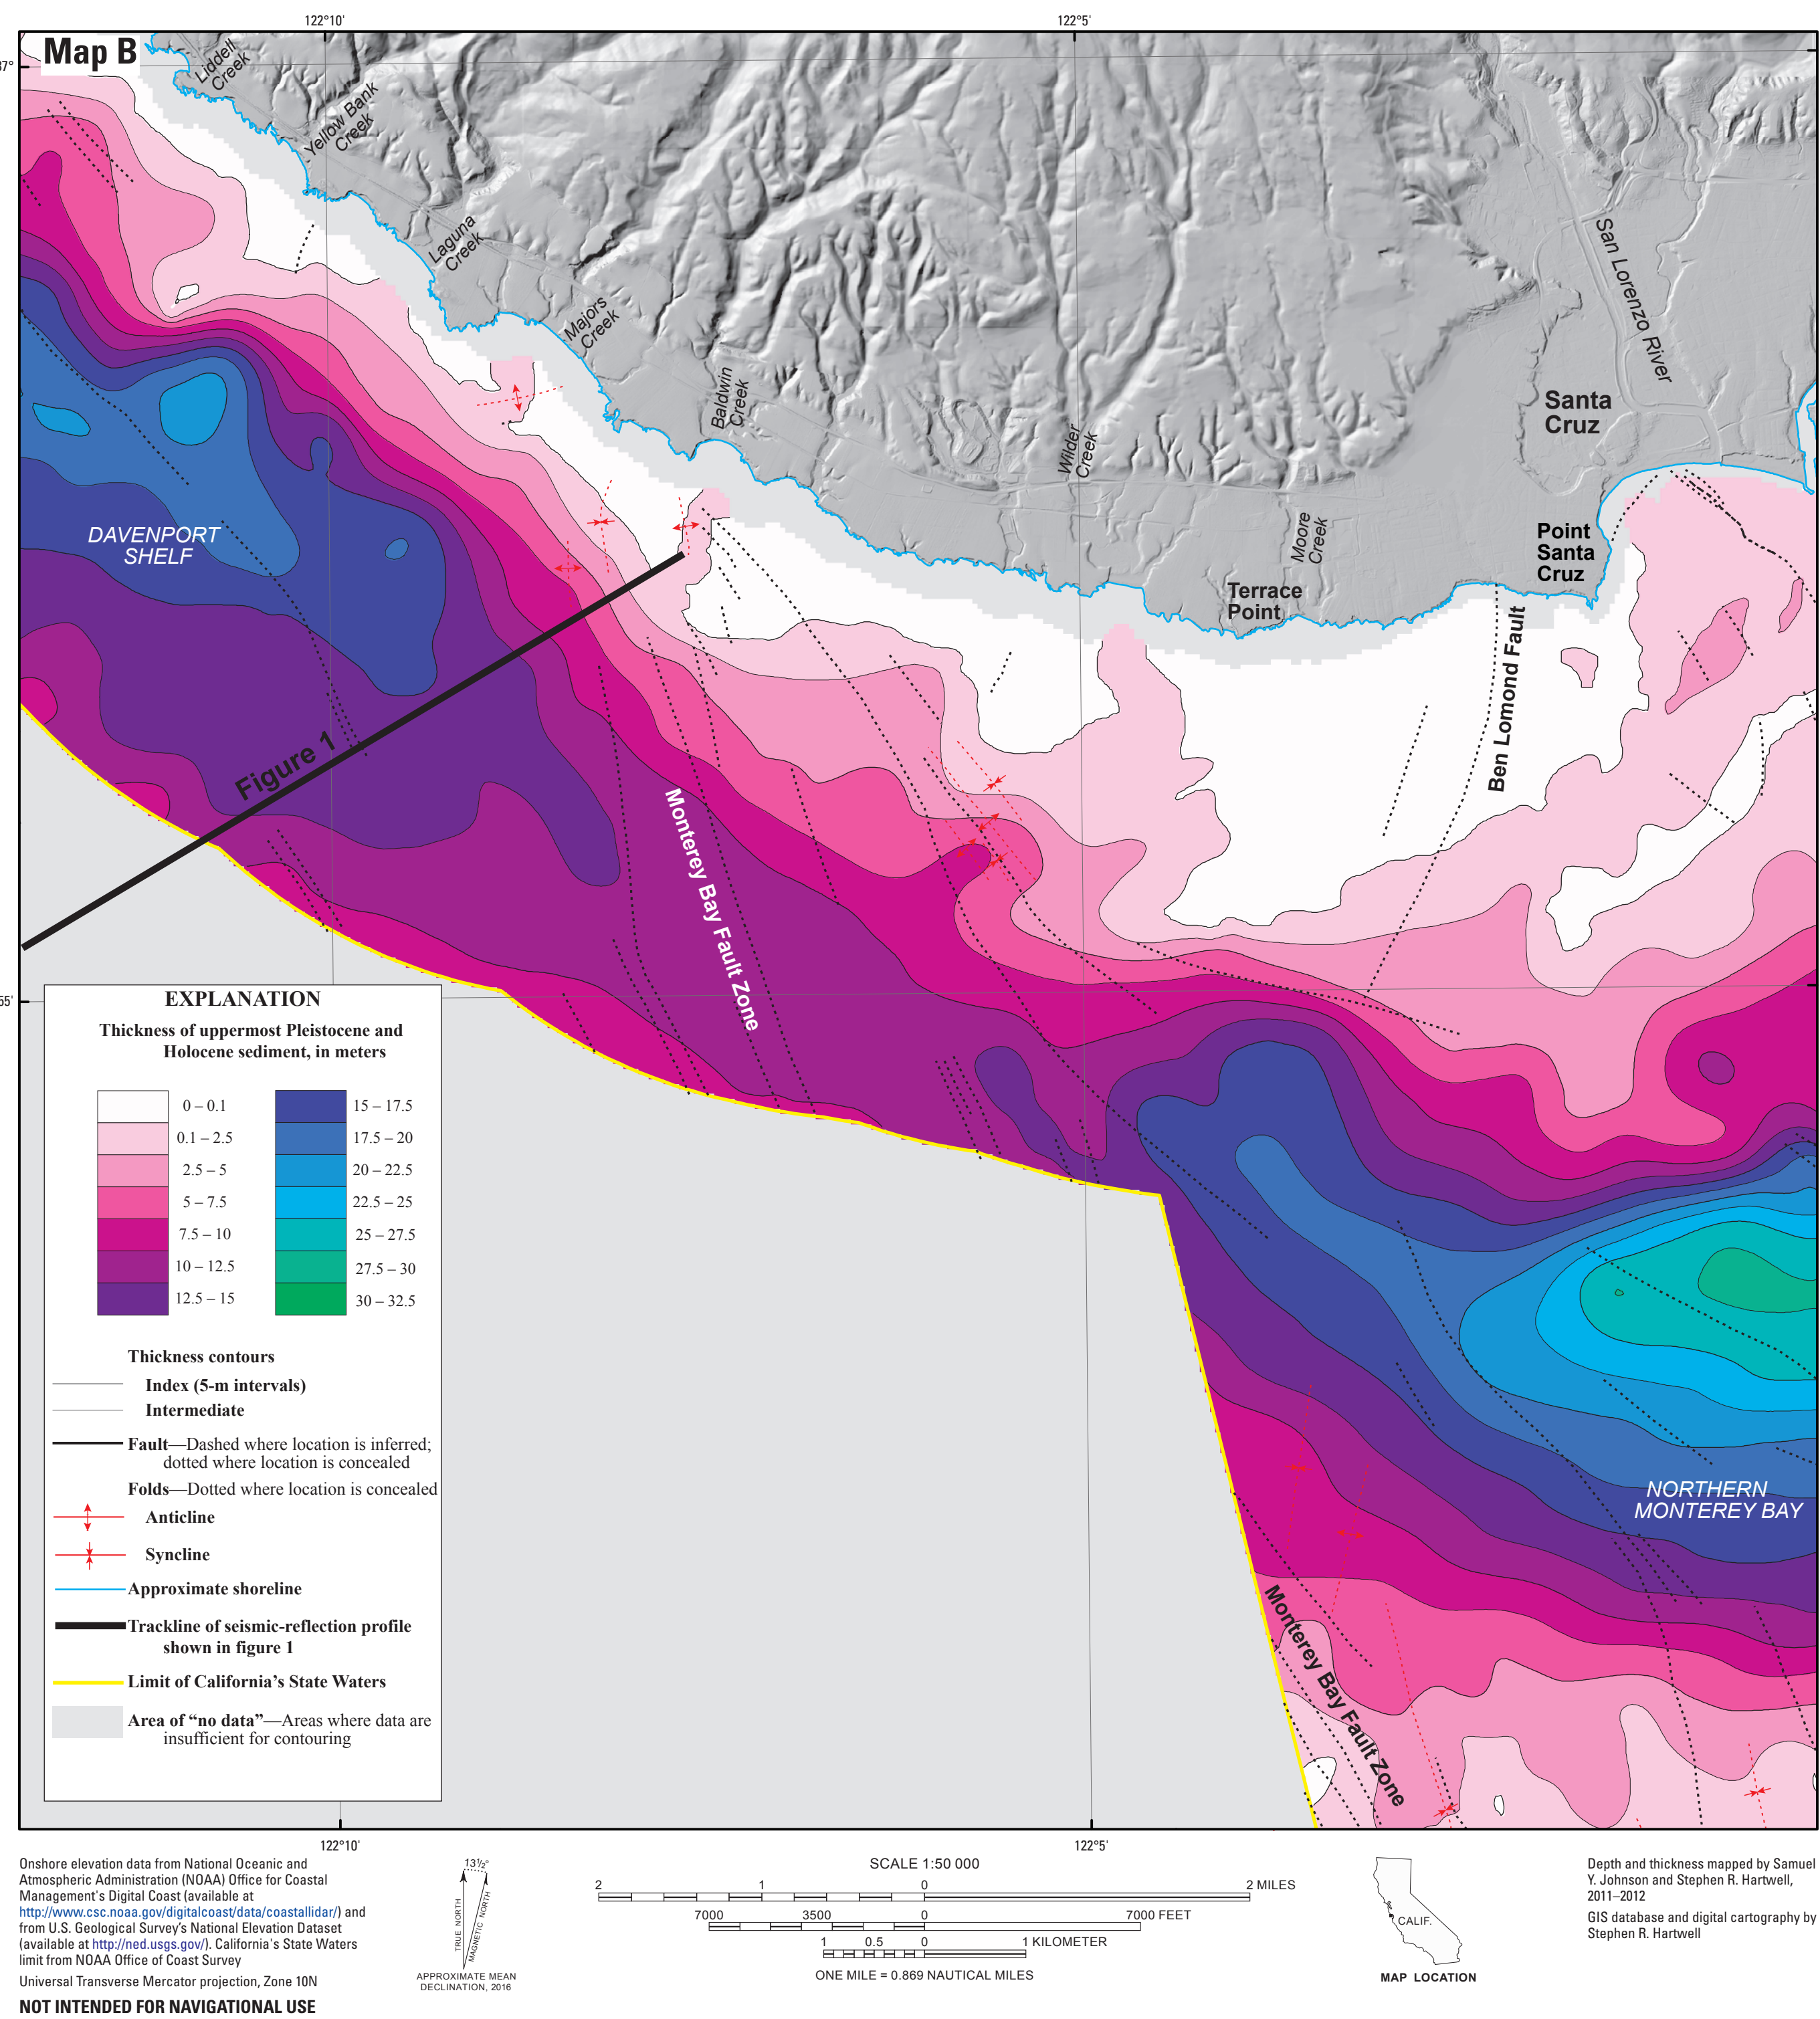 122°10'
122°5'
Map B
37°
Liddell
Creek
Yellow Bank
Creek
Laguna
Creek
Majors
Creek
Baldwin
Creek
Wilder
Creek
Moore
Creek
San Lorenzo River
Santa
Cruz
Point
Santa
Cruz
Terrace
Point
DAVENPORT
SHELF
Ben Lomond Fault
Figure 1
Monterey Bay Fault Zone
55'
EXPLANATION
Thickness of uppermost Pleistocene and
Holocene sediment, in meters
0 – 0.1
0.1 – 2.5
2.5 – 5
5 – 7.5
7.5 – 10
10 – 12.5
12.5 – 15
15 – 17.5
17.5 – 20
20 – 22.5
22.5 – 25
25 – 27.5
27.5 – 30
30 – 32.5
Thickness contours
Index (5-m intervals)
Intermediate
Fault—Dashed where location is inferred;
dotted where location is concealed
Folds—Dotted where location is concealed
Anticline
Syncline
Approximate shoreline
Trackline of seismic-reflection profile
shown in figure 1
Limit of California’s State Waters
Area of “no data”—Areas where data are
insufficient for contouring
NORTHERN
MONTEREY BAY
Monterey Bay Fault Zone
122°10'
122°5'
Onshore elevation data from National Oceanic and
Atmospheric Administration (NOAA) Office for Coastal
Management's Digital Coast (available at
http://www.csc.noaa.gov/digitalcoast/data/coastallidar/) and
from U.S. Geological Survey’s National Elevation Dataset
(available at http://ned.usgs.gov/). California's State Waters
limit from NOAA Office of Coast Survey
Universal Transverse Mercator projection, Zone 10N
NOT INTENDED FOR NAVIGATIONAL USE
13½°
TRUE NORTH
MAGNETIC NORTH
APPROXIMATE MEAN
DECLINATION, 2016
SCALE 1:50 000
2 1 0 2 MILES
7000 3500 0 7000 FEET
1 0.5 0 1 KILOMETER
ONE MILE = 0.869 NAUTICAL MILES
CALIF.
MAP LOCATION
Depth and thickness mapped by Samuel
Y. Johnson and Stephen R. Hartwell,
2011–2012
GIS database and digital cartography by
Stephen R. Hartwell